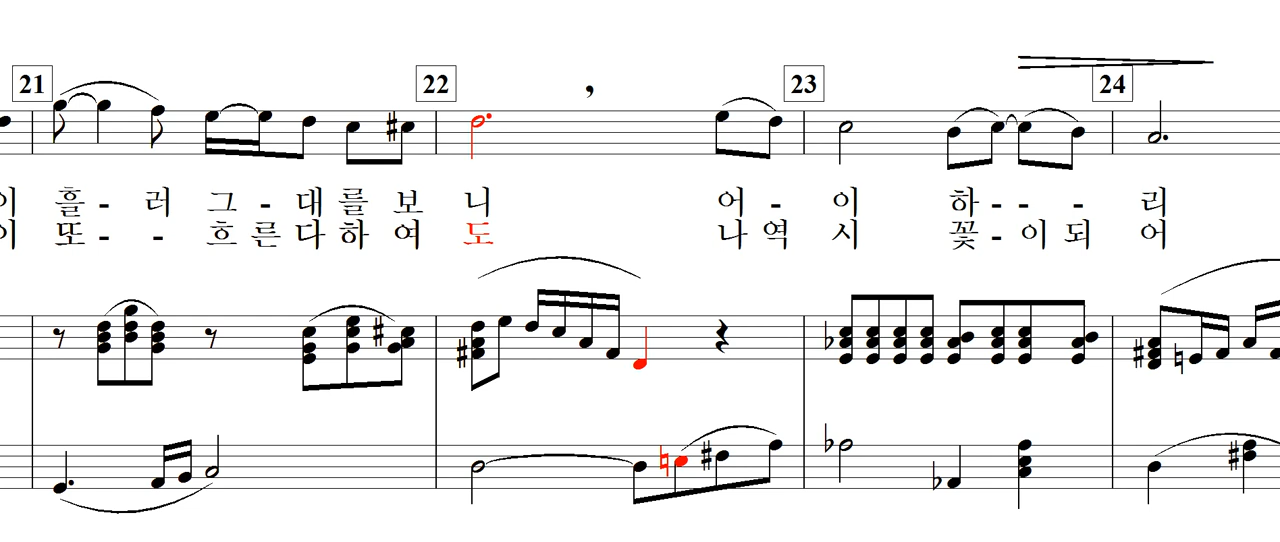 21 22 23 24
이 흘 - 러 그 - 대 를 보 니 어 - 이 하 - - - 리
이 또 - - 흐 른 다 하 여 도 나 역 시 꽃 - 이 되 어